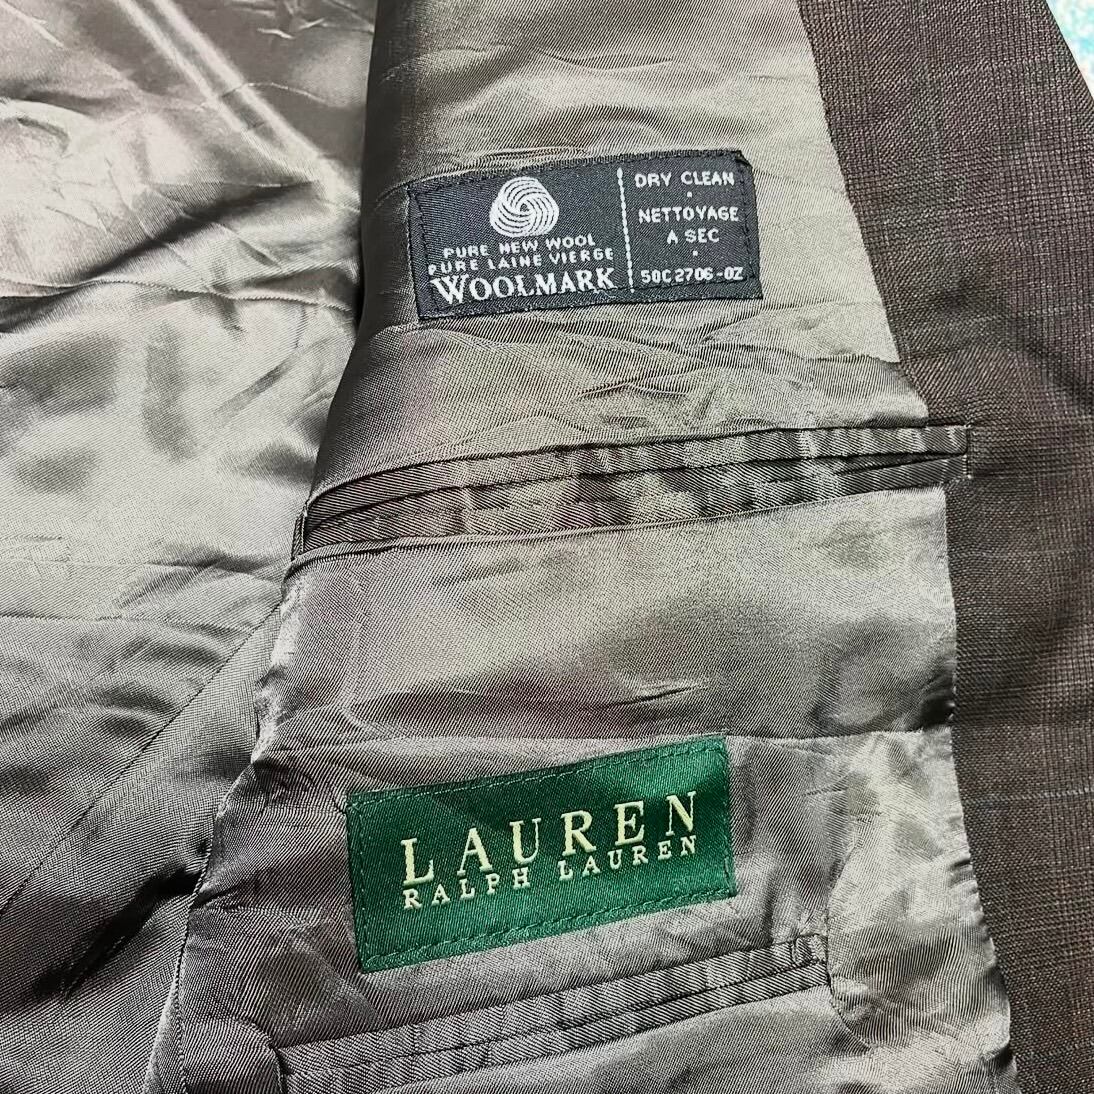 PURE NEW WOOL
PURE LAINE VIERGE
WOOLMARK
DRY CLEAN
NETTOYAGE
A SEC
50C2706-0Z
LAUREN
RALPH LAUREN